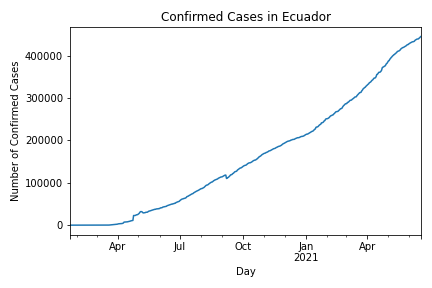 Confirmed Cases in Ecuador
Number of Confirmed Cases
400000
300000
200000
100000
0
Apr Jul Oct Jan Apr
2021
Day